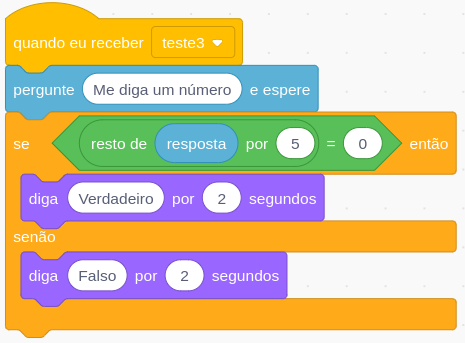 quando eu receber teste3
pergunte Me diga um número e espere
se resto de resposta por 5 = 0 então
diga Verdadeiro por 2 segundos
senão
diga Falso por 2 segundos